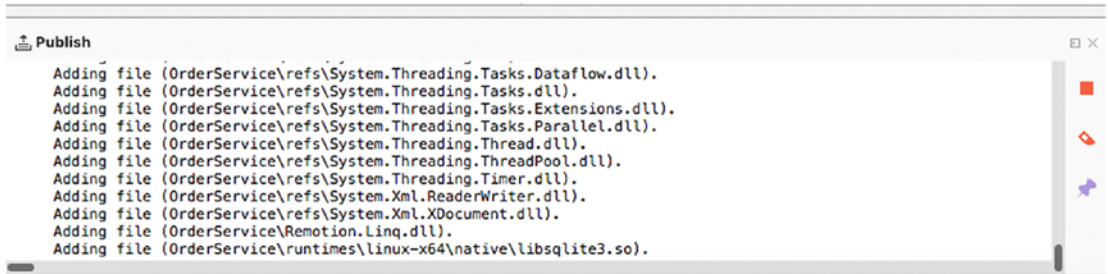 Publish
Adding file (OrderService\refs\System.Threading.Tasks.Dataflow.dll).
Adding file (OrderService\refs\System.Threading.Tasks.dll).
Adding file (OrderService\refs\System.Threading.Tasks.Extensions.dll).
Adding file (OrderService\refs\System.Threading.Tasks.Parallel.dll).
Adding file (OrderService\refs\System.Threading.Thread.dll).
Adding file (OrderService\refs\System.Threading.ThreadPool.dll).
Adding file (OrderService\refs\System.Threading.Timer.dll).
Adding file (OrderService\refs\System.Xml.ReaderWriter.dll).
Adding file (OrderService\refs\System.Xml.XDocument.dll).
Adding file (OrderService\Remotion.Linq.dll).
Adding file (OrderService\runtimes\linux-x64\native\libsqlite3.so).